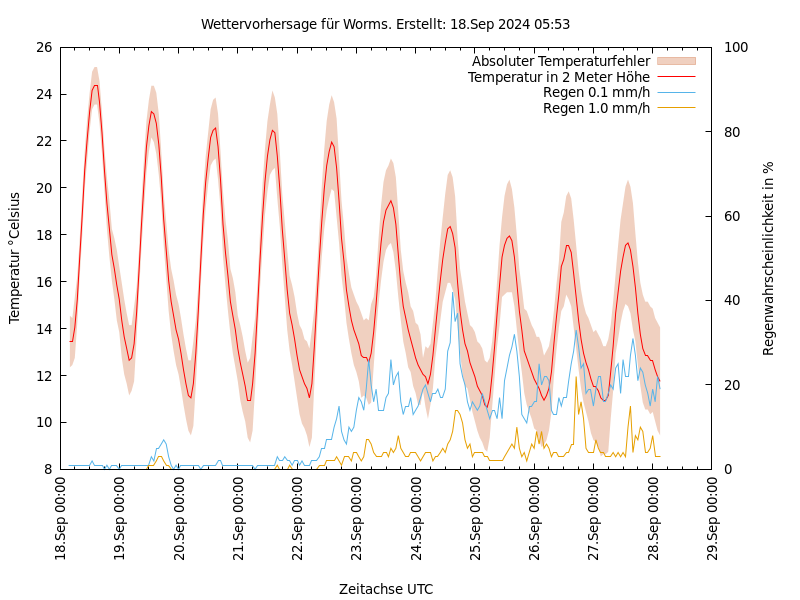 Wettervorhersage für Worms. Erstellt: 18.Sep 2024 05:53
Absoluter Temperaturfehler
Temperatur in 2 Meter Höhe
Regen 0.1 mm/h
Regen 1.0 mm/h
Temperatur °Celsius
26
24
22
20
18
16
14
12
10
8
Regenwahrscheinlichkeit in %
100
80
60
40
20
0
18.Sep 00:00
19.Sep 00:00
20.Sep 00:00
21.Sep 00:00
22.Sep 00:00
23.Sep 00:00
24.Sep 00:00
25.Sep 00:00
26.Sep 00:00
27.Sep 00:00
28.Sep 00:00
29.Sep 00:00
Zeitachse UTC